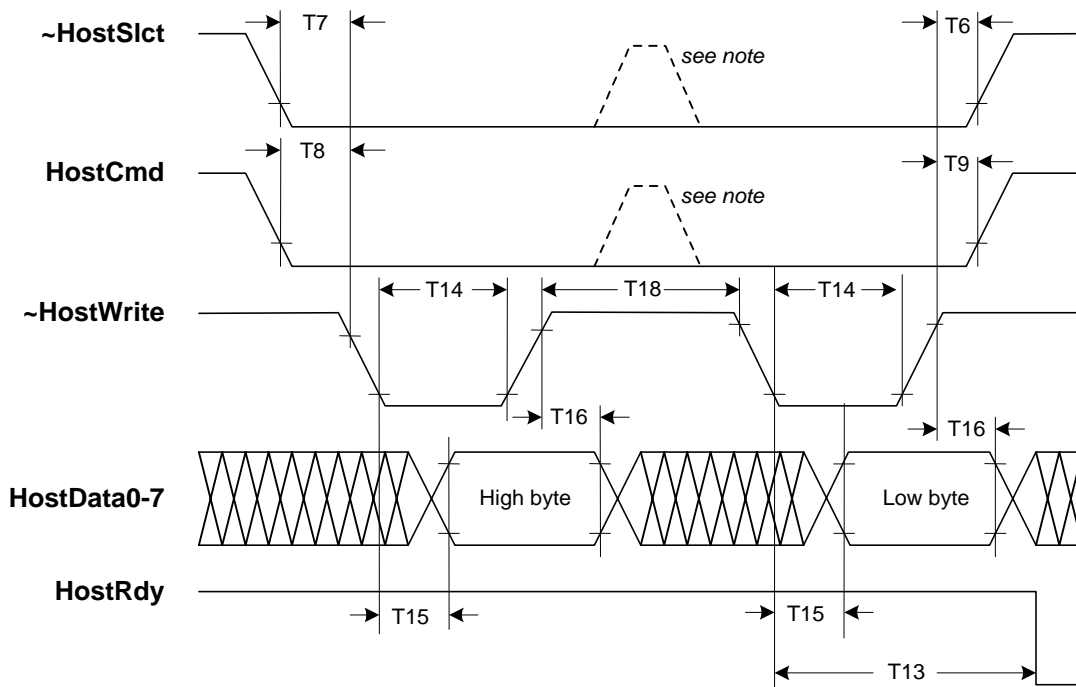 ~HostSlct
T7
see note
T6
HostCmd
T8
see note
T9
~HostWrite
T14
T18
T14
T16
T16
HostData0-7
High byte
Low byte
HostRdy
T15
T15
T13